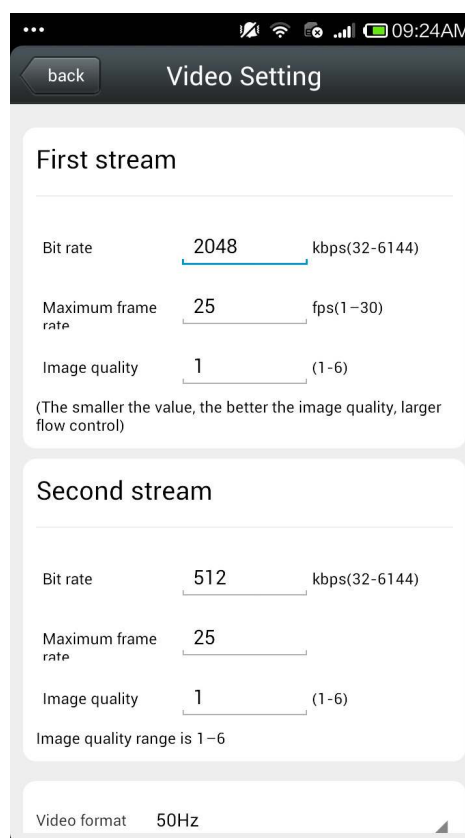 ... 09:24AM
back Video Setting
First stream
Bit rate 2048 kbps(32-6144)
Maximum frame 25 fps(1–30)
rate
Image quality 1 (1-6)
(The smaller the value, the better the image quality, larger
flow control)
Second stream
Bit rate 512 kbps(32-6144)
Maximum frame 25
rate
Image quality 1 (1-6)
Image quality range is 1–6
Video format 50Hz